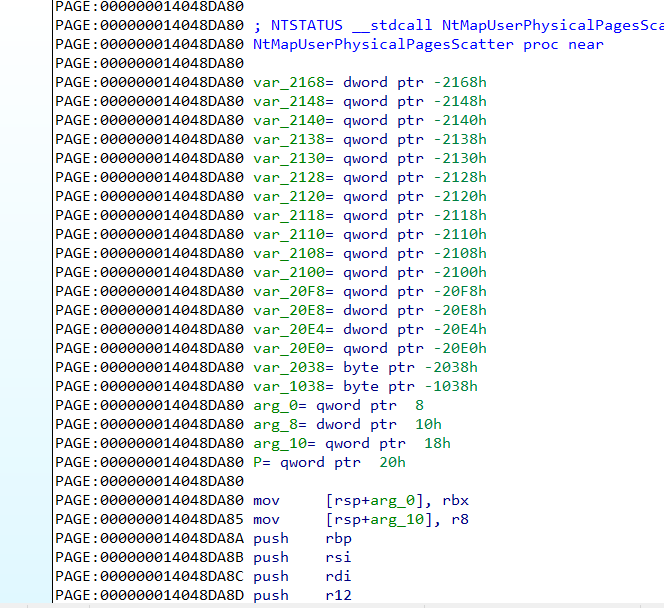 PAGE:000000014048DA80
PAGE:000000014048DA80 ; NTSTATUS __stdcall NtMapUserPhysicalPagesSca
PAGE:000000014048DA80 NtMapUserPhysicalPagesScatter proc near
PAGE:000000014048DA80
PAGE:000000014048DA80 var_2168= dword ptr -2168h
PAGE:000000014048DA80 var_2148= qword ptr -2148h
PAGE:000000014048DA80 var_2140= qword ptr -2140h
PAGE:000000014048DA80 var_2138= qword ptr -2138h
PAGE:000000014048DA80 var_2130= qword ptr -2130h
PAGE:000000014048DA80 var_2128= qword ptr -2128h
PAGE:000000014048DA80 var_2120= qword ptr -2120h
PAGE:000000014048DA80 var_2118= qword ptr -2118h
PAGE:000000014048DA80 var_2110= qword ptr -2110h
PAGE:000000014048DA80 var_2108= qword ptr -2108h
PAGE:000000014048DA80 var_2100= qword ptr -2100h
PAGE:000000014048DA80 var_20F8= qword ptr -20F8h
PAGE:000000014048DA80 var_20E8= dword ptr -20E8h
PAGE:000000014048DA80 var_20E4= dword ptr -20E4h
PAGE:000000014048DA80 var_20E0= qword ptr -20E0h
PAGE:000000014048DA80 var_2038= byte ptr -2038h
PAGE:000000014048DA80 var_1038= byte ptr -1038h
PAGE:000000014048DA80 arg_0= qword ptr  8
PAGE:000000014048DA80 arg_8= dword ptr  10h
PAGE:000000014048DA80 arg_10= qword ptr  18h
PAGE:000000014048DA80 P= qword ptr  20h
PAGE:000000014048DA80
PAGE:000000014048DA80 mov     [rsp+arg_0], rbx
PAGE:000000014048DA85 mov     [rsp+arg_10], r8
PAGE:000000014048DA8A push    rbp
PAGE:000000014048DA8B push    rsi
PAGE:000000014048DA8C push    rdi
PAGE:000000014048DA8D push    r12